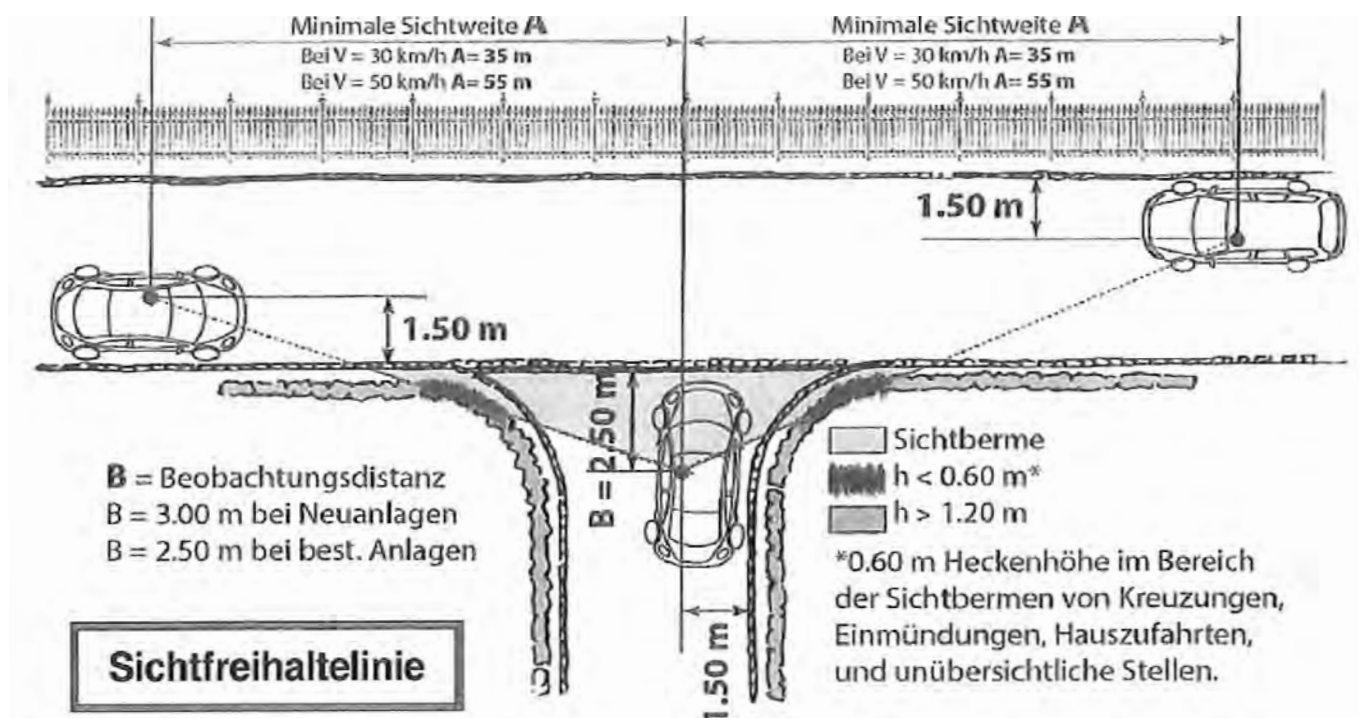 Minimale Sichtweite A
Bei V = 30 km/h A= 35 m
Bei V = 50 km/h A= 55 m
Minimale Sichtweite A
Bei V = 30 km/h A= 35 m
Bei V = 50 km/h A= 55 m
1.50 m
1.50 m
B = 2.50 m
B = Beobachtungsdistanz
B = 3.00 m bei Neuanlagen
B = 2.50 m bei best. Anlagen
Sichtberme
h < 0.60 m*
h > 1.20 m
*0.60 m Heckenhöhe im Bereich
der Sichtbermen von Kreuzungen,
Einmündungen, Hauszufahrten,
und unübersichtliche Stellen.
Sichtfreihaltelinie
1.50 m